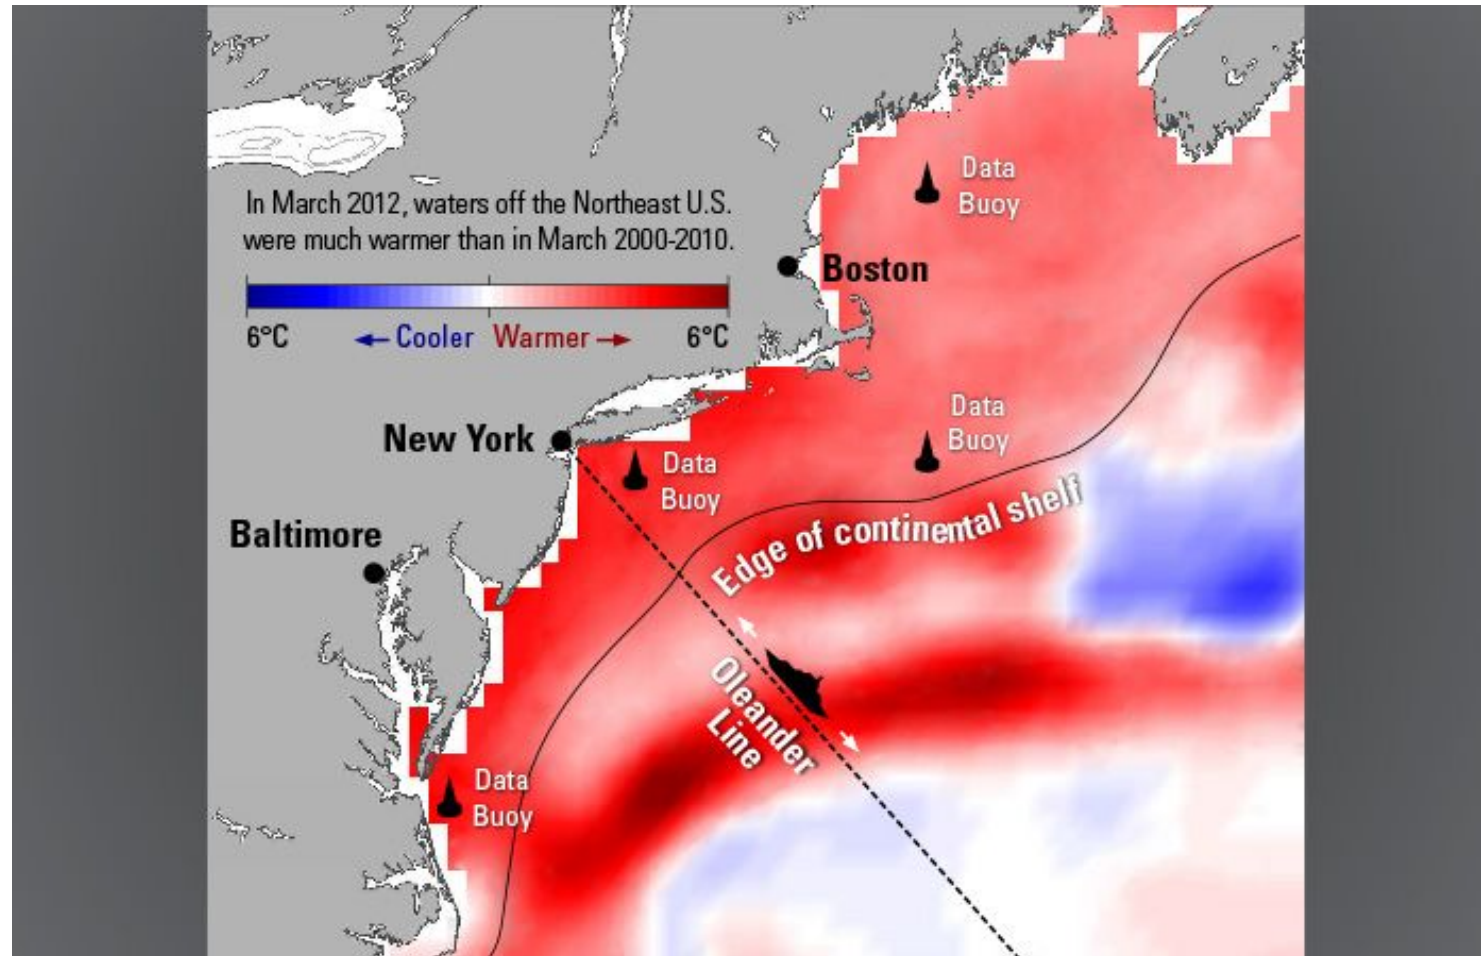 In March 2012, waters off the Northeast U.S.
were much warmer than in March 2000-2010.
6°C
← Cooler
Warmer →
6°C
Data
Buoy
Boston
Data
Buoy
New York
Data
Buoy
Baltimore
Edge of continental shelf
Oleander
Line
Data
Buoy